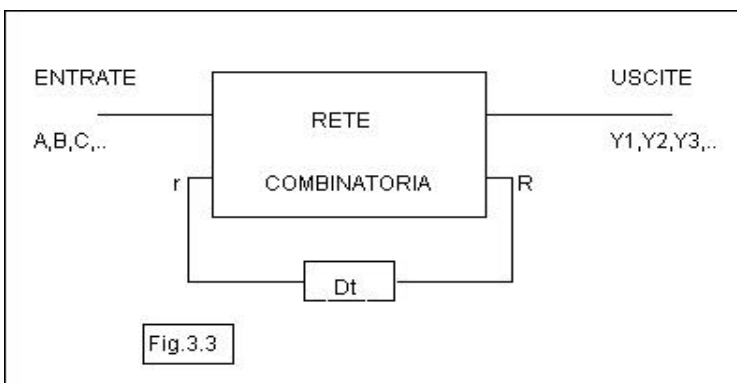 ENTRATE
USCITE
RETE
A,B,C,..
Y1,Y2,Y3,..
r
COMBINATORIA
R
Dt
Fig.3.3